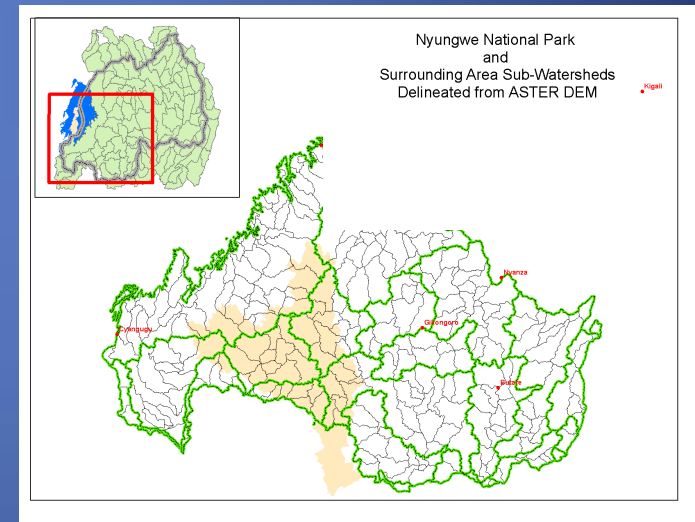 Nyungwe National Park
and
Surrounding Area Sub-Watersheds
Delineated from ASTER DEM
Kigali
Nyanza
Gikongoro
Cyangugu
Butare